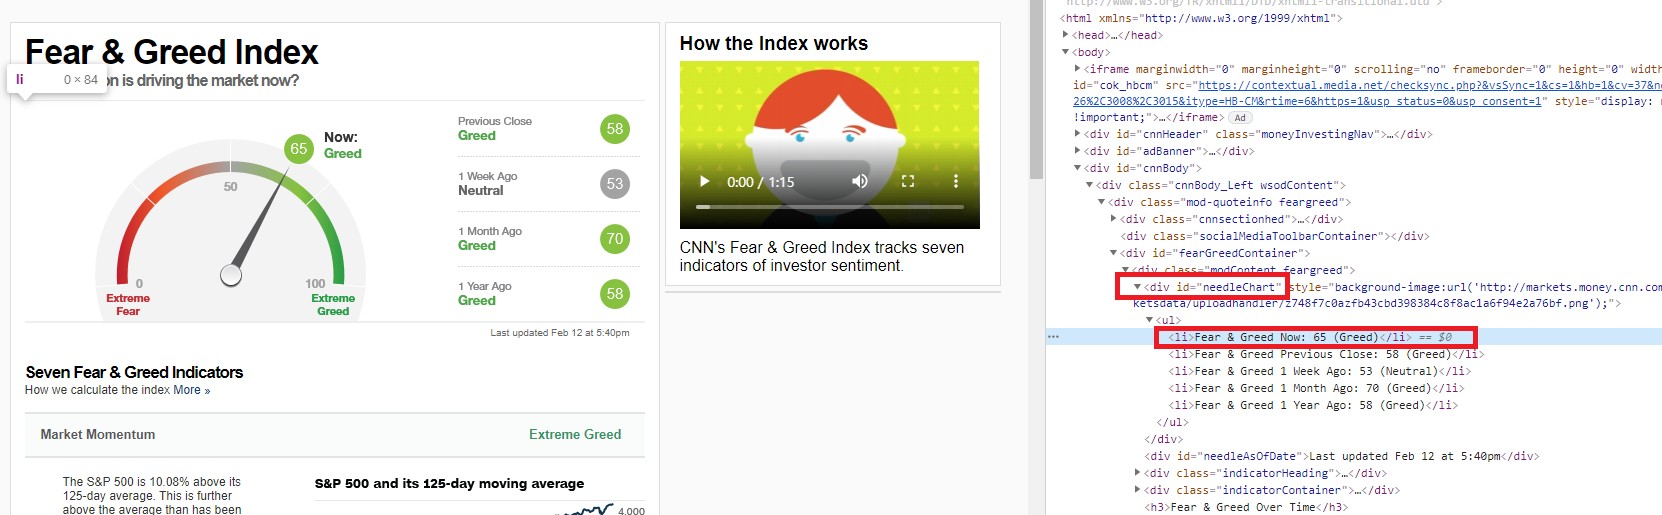 Fear & Greed Index
li 0 × 84
on is driving the market now?
Now:
Greed
65
50
0
100
Extreme
Fear
Extreme
Greed
Previous Close
Greed
58
1 Week Ago
Neutral
53
1 Month Ago
Greed
70
1 Year Ago
Greed
58
Last updated Feb 12 at 5:40pm
Seven Fear & Greed Indicators
How we calculate the index More »
Market Momentum
Extreme Greed
The S&P 500 is 10.08% above its
125-day average. This is further
above the average than has been
S&P 500 and its 125-day moving average
4,000
How the Index works
0:00 / 1:15
CNN's Fear & Greed Index tracks seven
indicators of investor sentiment.
http://www.w3.org/TR/xhtml1/DTD/xhtml1-transitional.dtd">
<html xmlns="http://www.w3.org/1999/xhtml">
<head>…</head>
<body>
<iframe marginwidth="0" marginheight="0" scrolling="no" frameborder="0" height="0" widt
id="cok_hbcm" src="https://contextual.media.net/checksync.php?&vsSync=1&cs=1&hb=1&cv=37&n
26%2C3008%2C3015&itype=HB-CM&rtime=6&https=1&usp_status=0&usp_consent=1" style="display:
!important;">…</iframe> Ad
<div id="cnnHeader" class="moneyInvestingNav">…</div>
<div id="adBanner">…</div>
<div id="cnnBody">
<div class="cnnBody_Left wsodContent">
<div class="mod-quoteinfo feargreed">
<div class="cnnsectionhed">…</div>
<div class="socialMediaToolbarContainer"></div>
<div id="fearGreedContainer">
<div class="modContent feargreed">
<div id="needleChart" style="background-image:url('http://markets.money.cnn.com
ketsdata/uploadhandler/z748f7c0azfb43cbd398384c8f8ac1a6f94e2a76bf.png');">
<ul>
… <li>Fear & Greed Now: 65 (Greed)</li> == $0
<li>Fear & Greed Previous Close: 58 (Greed)</li>
<li>Fear & Greed 1 Week Ago: 53 (Neutral)</li>
<li>Fear & Greed 1 Month Ago: 70 (Greed)</li>
<li>Fear & Greed 1 Year Ago: 58 (Greed)</li>
</ul>
</div>
<div id="needleAsOfDate">Last updated Feb 12 at 5:40pm</div>
<div class="indicatorHeading">…</div>
<div class="indicatorContainer">…</div>
<h3>Fear & Greed Over Time</h3>